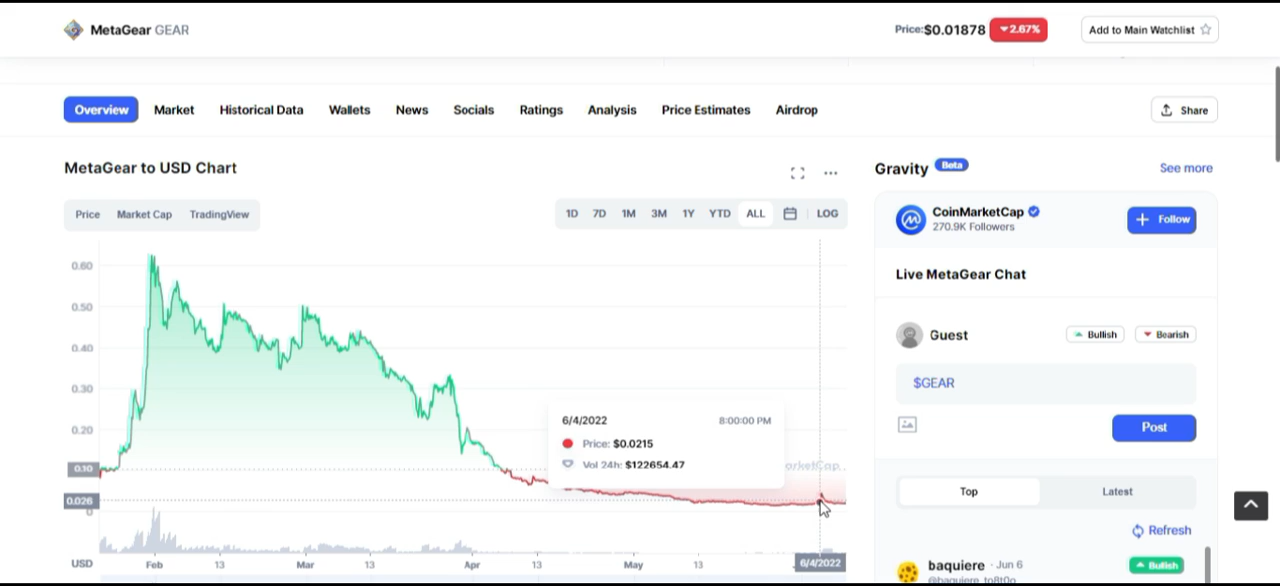 MetaGear GEAR
Price:$0.01878 2.67% Add to Main Watchlist
Overview Market Historical Data Wallets News Socials Ratings Analysis Price Estimates Airdrop Share
MetaGear to USD Chart
Price Market Cap TradingView 1D 7D 1M 3M 1Y YTD ALL LOG
0.60
0.50
0.40
0.30
0.20
0.10
0.026
0
6/4/2022 8:00:00 PM
Price: $0.0215
Vol 24h: $122654.47
arketCap
USD Feb 13 Mar 13 Apr 13 May 13 6/4/2022
Gravity Beta See more
CoinMarketCap
270.9K Followers
Follow
Live MetaGear Chat
Guest Bullish Bearish
$GEAR
Post
Top Latest
Refresh
baquiere · Jun 6 Bullish